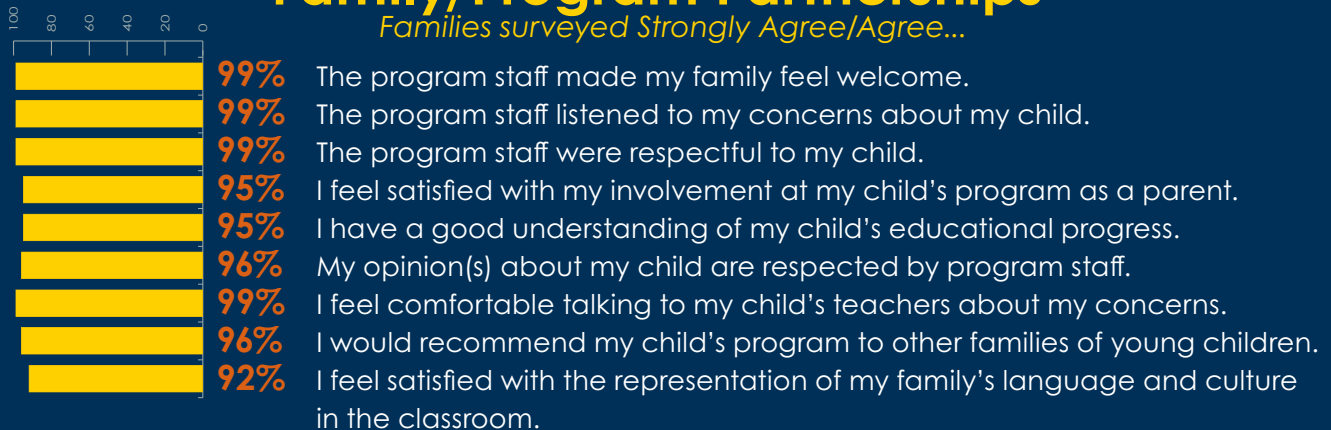 Family/Program Partnerships
Families surveyed Strongly Agree/Agree...
100 80 60 40 20 0
99% The program staff made my family feel welcome.
99% The program staff listened to my concerns about my child.
99% The program staff were respectful to my child.
95% I feel satisfied with my involvement at my child's program as a parent.
95% I have a good understanding of my child's educational progress.
96% My opinion(s) about my child are respected by program staff.
99% I feel comfortable talking to my child's teachers about my concerns.
96% I would recommend my child's program to other families of young children.
92% I feel satisfied with the representation of my family's language and culture
in the classroom.